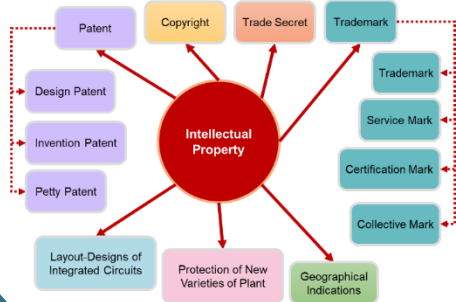 Patent
Copyright
Trade Secret
Trademark
Design Patent
Invention Patent
Petty Patent
Intellectual
Property
Trademark
Service Mark
Certification Mark
Collective Mark
Layout-Designs of
Integrated Circuits
Protection of New
Varieties of Plant
Geographical
Indications